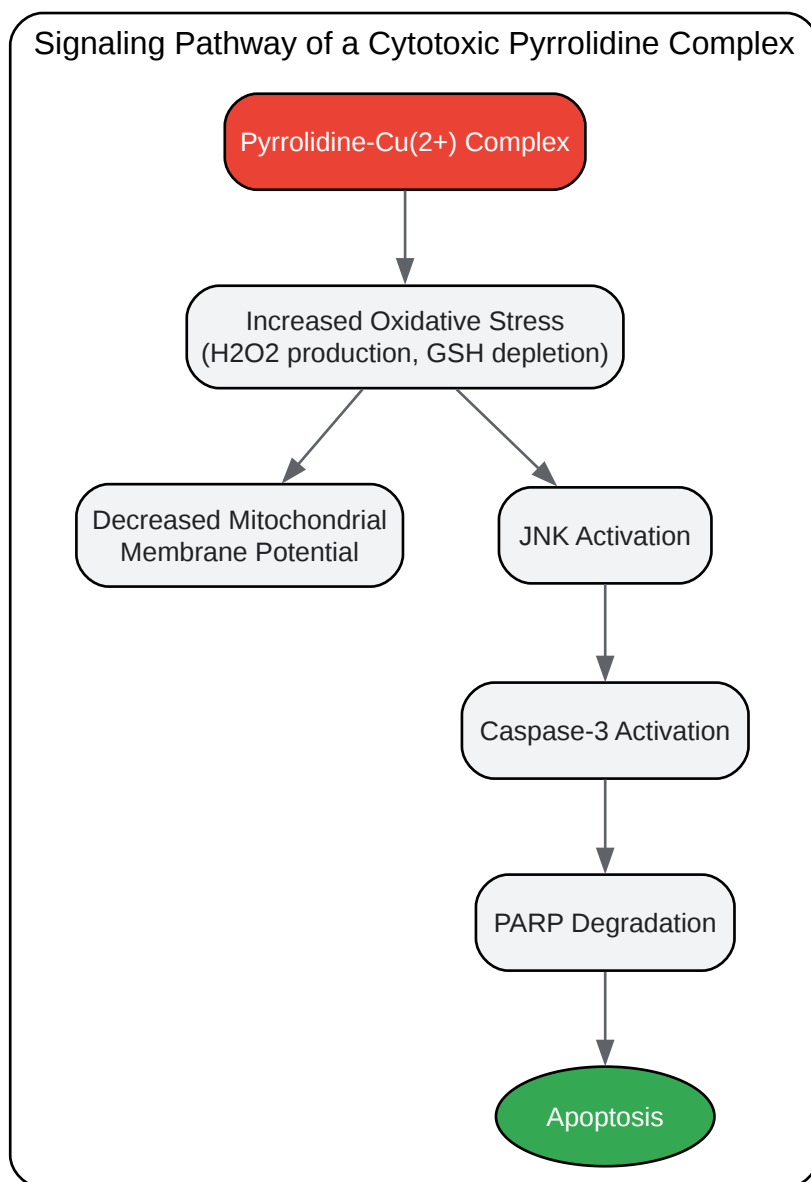 Signaling Pathway of a Cytotoxic Pyrrolidine Complex
Pyrrolidine-Cu(2+) Complex
Increased Oxidative Stress
(H2O2 production, GSH depletion)
Decreased Mitochondrial
Membrane Potential
JNK Activation
Caspase-3 Activation
PARP Degradation
Apoptosis